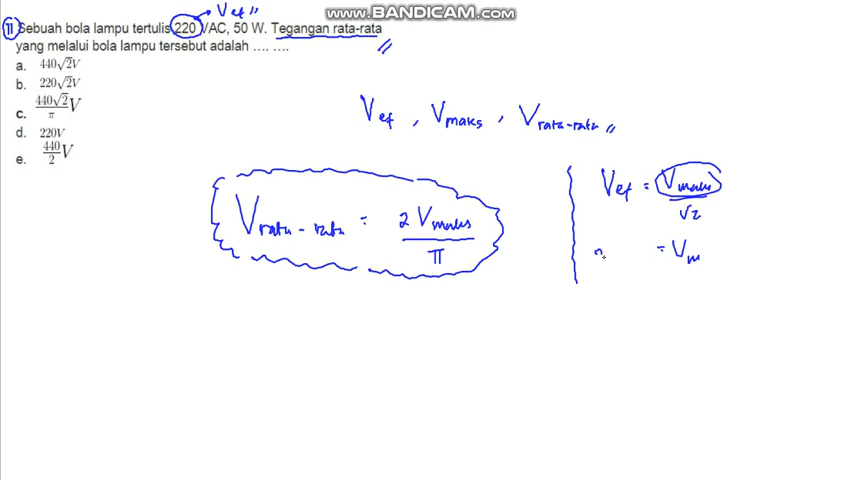 www.BANDICAM.com
Vef"
11 Sebuah bola lampu tertulis 220 VAC, 50 W. Tegangan rata-rata
yang melalui bola lampu tersebut adalah .... ....
a. 440√2V
b. 220√2V
c. 440√2/π V
d. 220V
e. 440/2 V
Vef , Vmaks , Vrata-rata "
Vrata-rata = 2 Vmaks / π
Vef = Vmaks / √2
= Vm